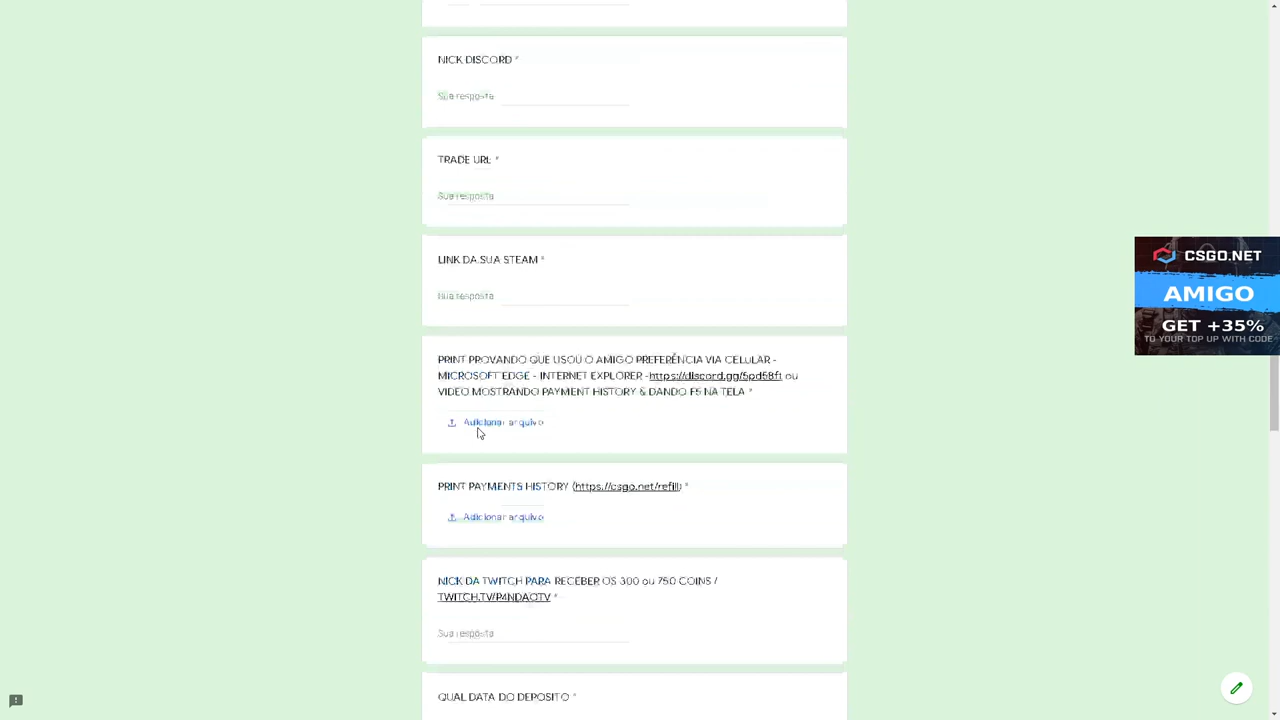 NICK DISCORD *
Sua resposta
TRADE URL *
Sua resposta
LINK DA SUA STEAM *
Sua resposta
PRINT PROVANDO QUE USOU O AMIGO PREFERÊNCIA VIA CELULAR -
MICROSOFT EDGE - INTERNET EXPLORER -https://discord.gg/ ou
VIDEO MOSTRANDO PAYMENT HISTORY & DANDO F5 NA TELA *
Adicionar arquivo
PRINT PAYMENTS HISTORY (https://csgo.net/refill) *
Adicionar arquivo
NICK DA TWITCH PARA RECEBER OS 300 ou 750 COINS /
TWITCH.TV/P4NDAOTV *
Sua resposta
QUAL DATA DO DEPOSITO *
CSGO.NET
AMIGO
GET +35%
TO YOUR TOP UP WITH CODE